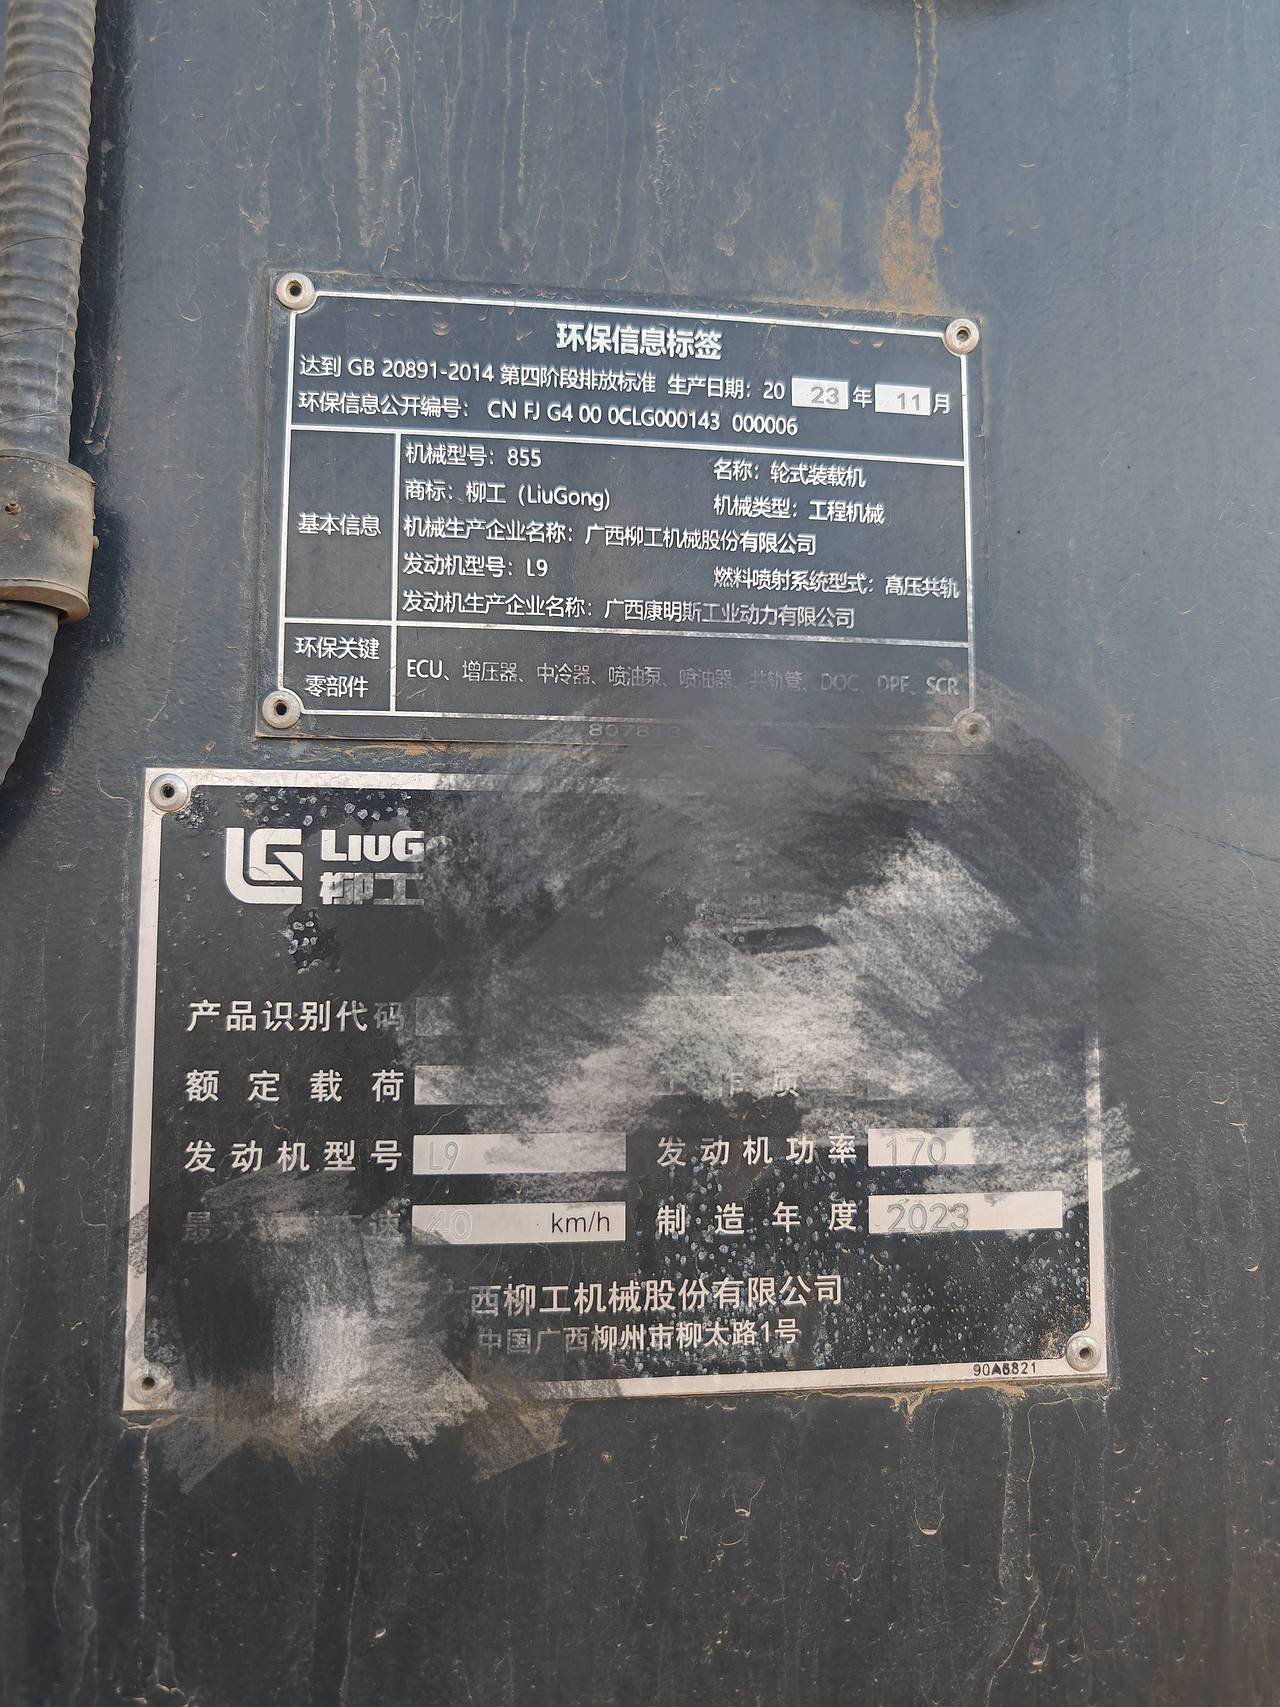 环保信息标签
达到 GB 20891-2014 第四阶段排放标准 生产日期：20 23 年 11 月
环保信息公开编号： CN FJ G4 00 0CLG000143 000006
基本信息
机械型号：855 名称：轮式装载机
商标：柳工（LiuGong） 机械类型：工程机械
机械生产企业名称：广西柳工机械股份有限公司
发动机型号：L9 燃料喷射系统型式：高压共轨
发动机生产企业名称：广西康明斯工业动力有限公司
环保关键零部件
ECU、增压器、中冷器、喷油泵、喷油器、共轨管、DOC、DPF、SCR
LiuGo
柳工
产品识别代码
额定载荷
发动机型号 L9 发动机功率 170
40 km/h 制造年度 2023
西柳工机械股份有限公司
中国广西柳州市柳太路1号
90A6821